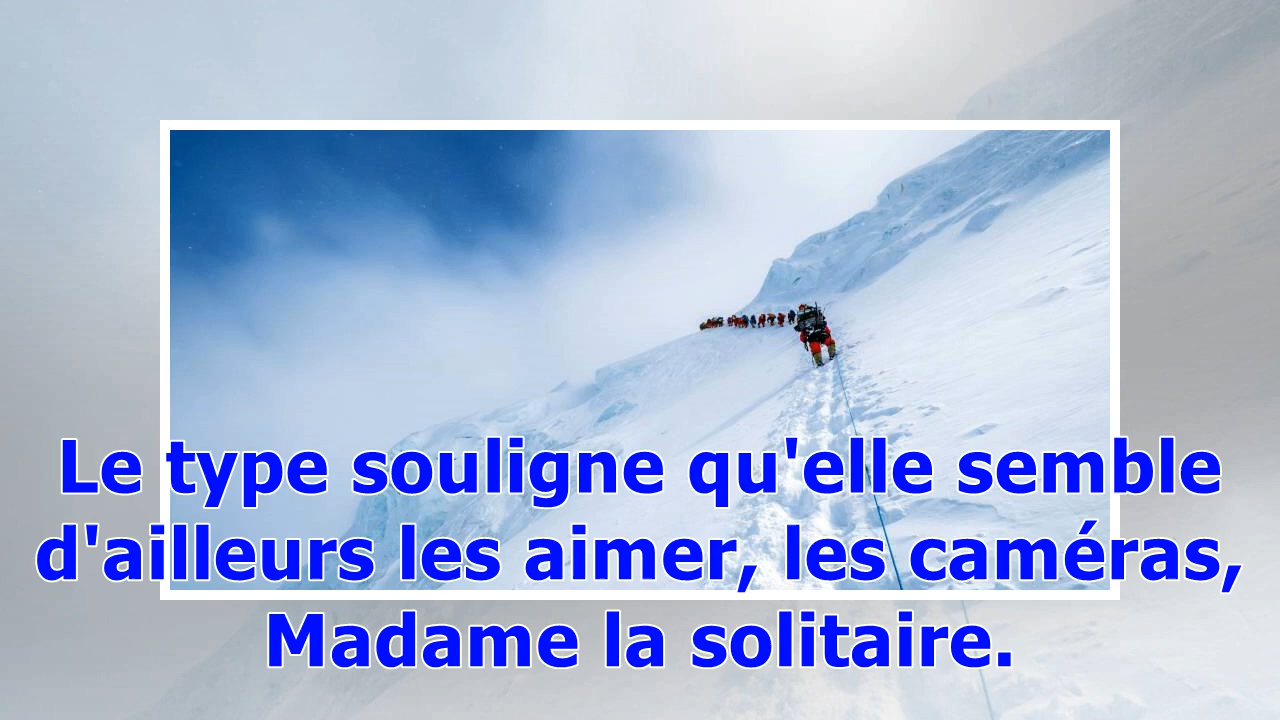 Le type souligne qu'elle semble
d'ailleurs les aimer, les caméras,
Madame la solitaire.